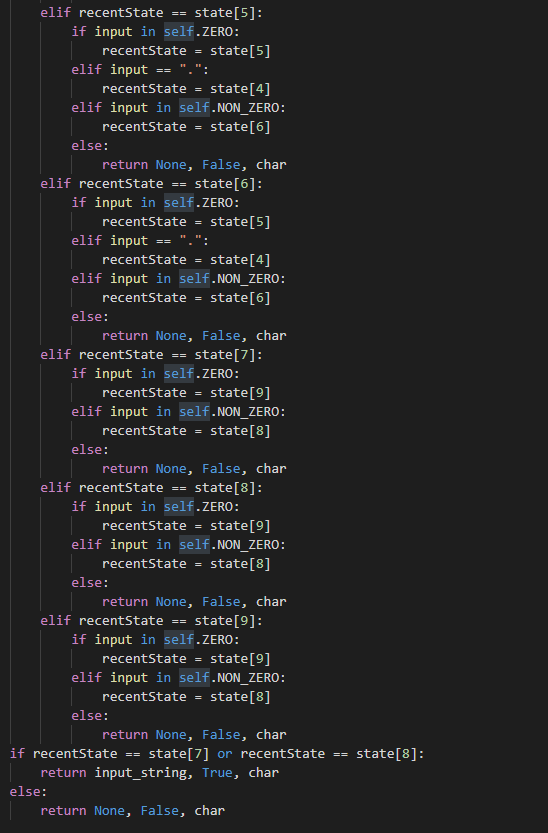 elif recentState == state[5]:
if input in self.ZERO:
recentState = state[5]
elif input == ".":
recentState = state[4]
elif input in self.NON_ZERO:
recentState = state[6]
else:
return None, False, char
elif recentState == state[6]:
if input in self.ZERO:
recentState = state[5]
elif input == ".":
recentState = state[4]
elif input in self.NON_ZERO:
recentState = state[6]
else:
return None, False, char
elif recentState == state[7]:
if input in self.ZERO:
recentState = state[9]
elif input in self.NON_ZERO:
recentState = state[8]
else:
return None, False, char
elif recentState == state[8]:
if input in self.ZERO:
recentState = state[9]
elif input in self.NON_ZERO:
recentState = state[8]
else:
return None, False, char
elif recentState == state[9]:
if input in self.ZERO:
recentState = state[9]
elif input in self.NON_ZERO:
recentState = state[8]
else:
return None, False, char
if recentState == state[7] or recentState == state[8]:
return input_string, True, char
else:
return None, False, char